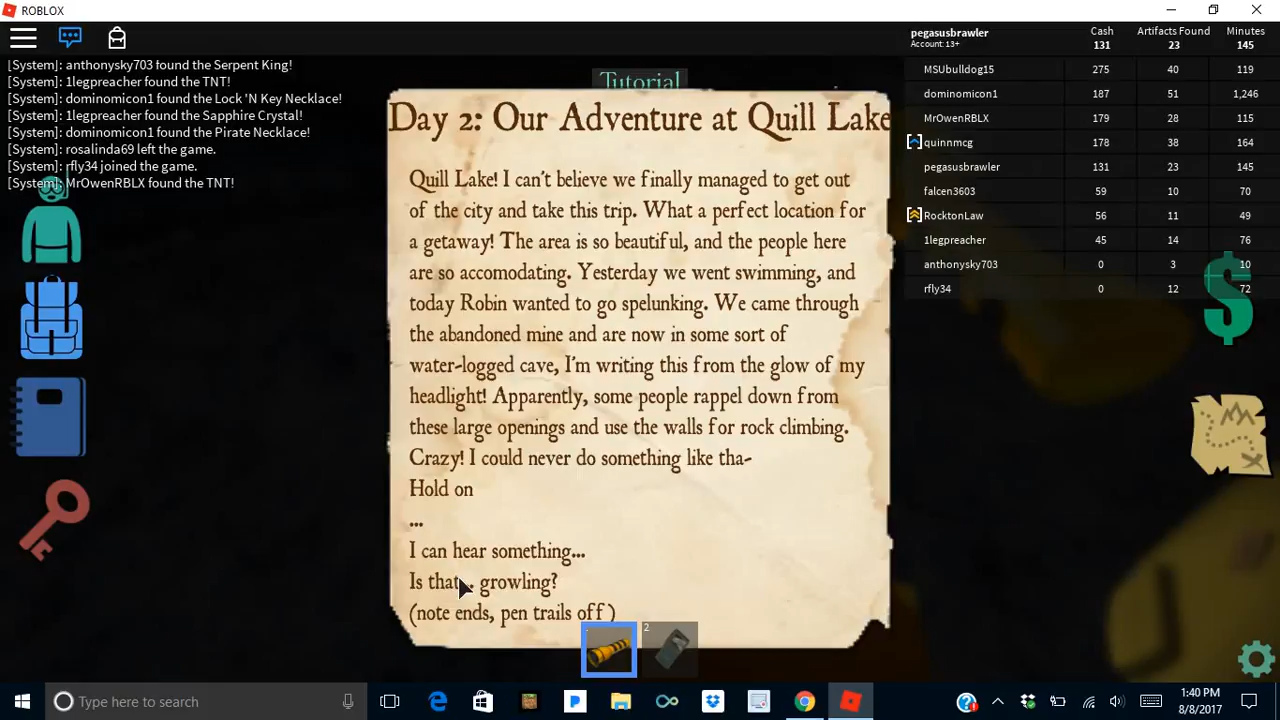 ROBLOX
pegasusbrawler
Account: 13+
Cash
131
Artifacts Found
23
Minutes
145
[System]: anthonysky703 found the Serpent King!
[System]: 1legpreacher found the TNT!
[System]: dominomicon1 found the Lock 'N Key Necklace!
[System]: 1legpreacher found the Sapphire Crystal!
[System]: dominomicon1 found the Pirate Necklace!
[System]: rosalinda69 left the game.
[System]: rfly34 joined the game.
[System]: MrOwenRBLX found the TNT!
Tutorial
Day 2: Our Adventure at Quill Lake
Quill Lake! I can't believe we finally managed to get out
of the city and take this trip. What a perfect location for
a getaway! The area is so beautiful, and the people here
are so accomodating. Yesterday we went swimming, and
today Robin wanted to go spelunking. We came through
the abandoned mine and are now in some sort of
water-logged cave, I'm writing this from the glow of my
headlight! Apparently, some people rappel down from
these large openings and use the walls for rock climbing.
Crazy! I could never do something like tha-
Hold on
...
I can hear something...
Is that... growling?
(note ends, pen trails off )
MSUbulldog15 275 40 119
dominomicon1 187 51 1,246
MrOwenRBLX 179 28 115
quinnmcg 178 38 164
pegasusbrawler 131 23 145
falcen3603 59 10 70
RocktonLaw 56 11 49
1legpreacher 45 14 76
anthonysky703 0 3 10
rfly34 0 12 72
$
2
Type here to search
1:40 PM
8/8/2017